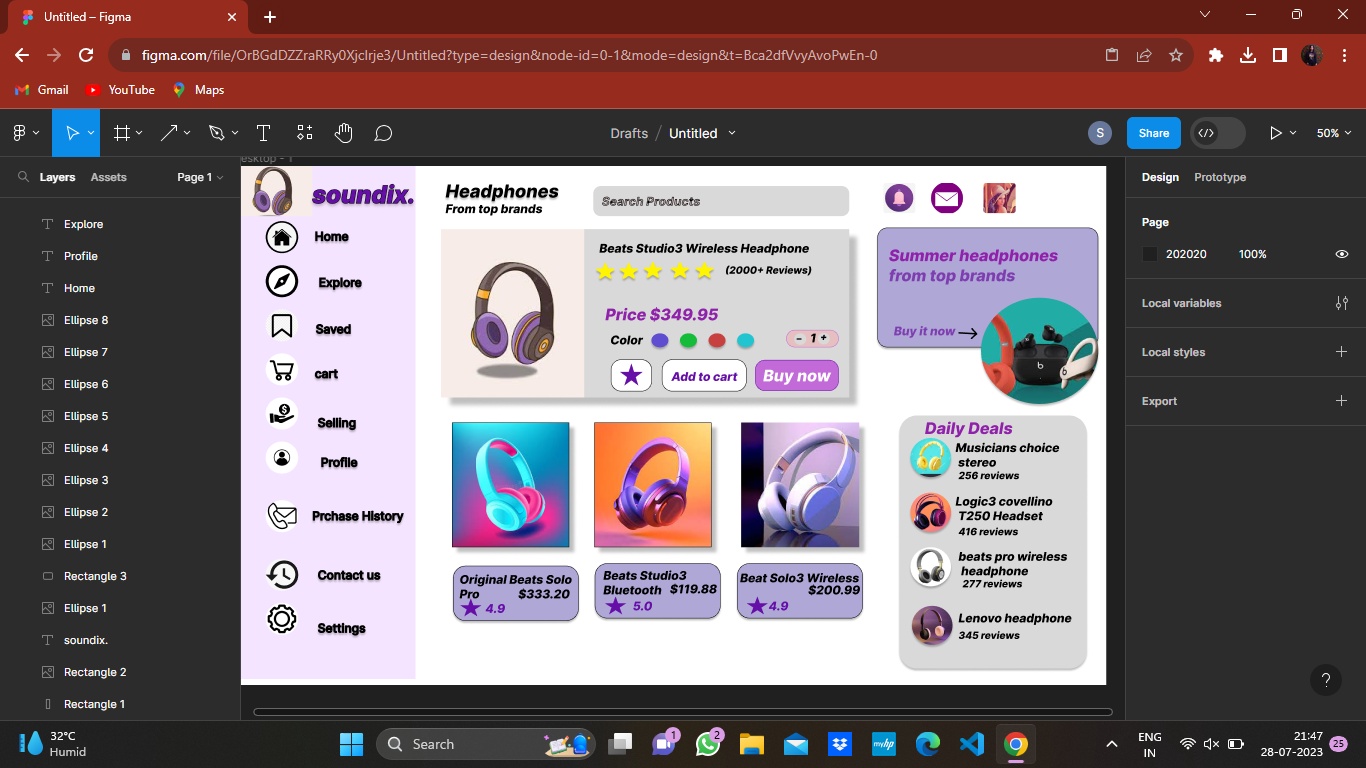 Untitled – Figma
figma.com/file/OrBGdDZZraRRy0Xjclrje3/Untitled?type=design&node-id=0-1&mode=design&t=Bca2dfVvyAvoPwEn-0
Gmail YouTube Maps
Drafts / Untitled
S Share 50%
Layers Assets Page 1
Explore
Profile
Home
Ellipse 8
Ellipse 7
Ellipse 6
Ellipse 5
Ellipse 4
Ellipse 3
Ellipse 2
Ellipse 1
Rectangle 3
Ellipse 1
soundix.
Rectangle 2
Rectangle 1
esktop - 1
soundix.
Home
Explore
Saved
cart
Selling
Profile
Prchase History
Contact us
Settings
Headphones
From top brands
Search Products
Beats Studio3 Wireless Headphone
(2000+ Reviews)
Price $349.95
Color
- 1 +
Add to cart
Buy now
Original Beats Solo
Pro $333.20
4.9
Beats Studio3
Bluetooth $119.88
5.0
Beat Solo3 Wireless
$200.99
4.9
Summer headphones
from top brands
Buy it now
Daily Deals
Musicians choice
stereo
256 reviews
Logic3 covellino
T250 Headset
416 reviews
beats pro wireless
headphone
277 reviews
Lenovo headphone
345 reviews
Design Prototype
Page
202020 100%
Local variables
Local styles
Export
?
32°C
Humid
Search
1
2
myhp
ENG
IN
21:47
28-07-2023
25